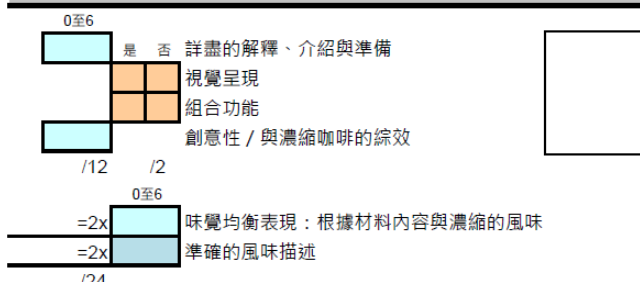 0至6
是 否 詳盡的解釋、介紹與準備
視覺呈現
組合功能
創意性 / 與濃縮咖啡的綜效
/12 /2
0至6
=2x 味覺均衡表現：根據材料內容與濃縮的風味
=2x 準確的風味描述
/24